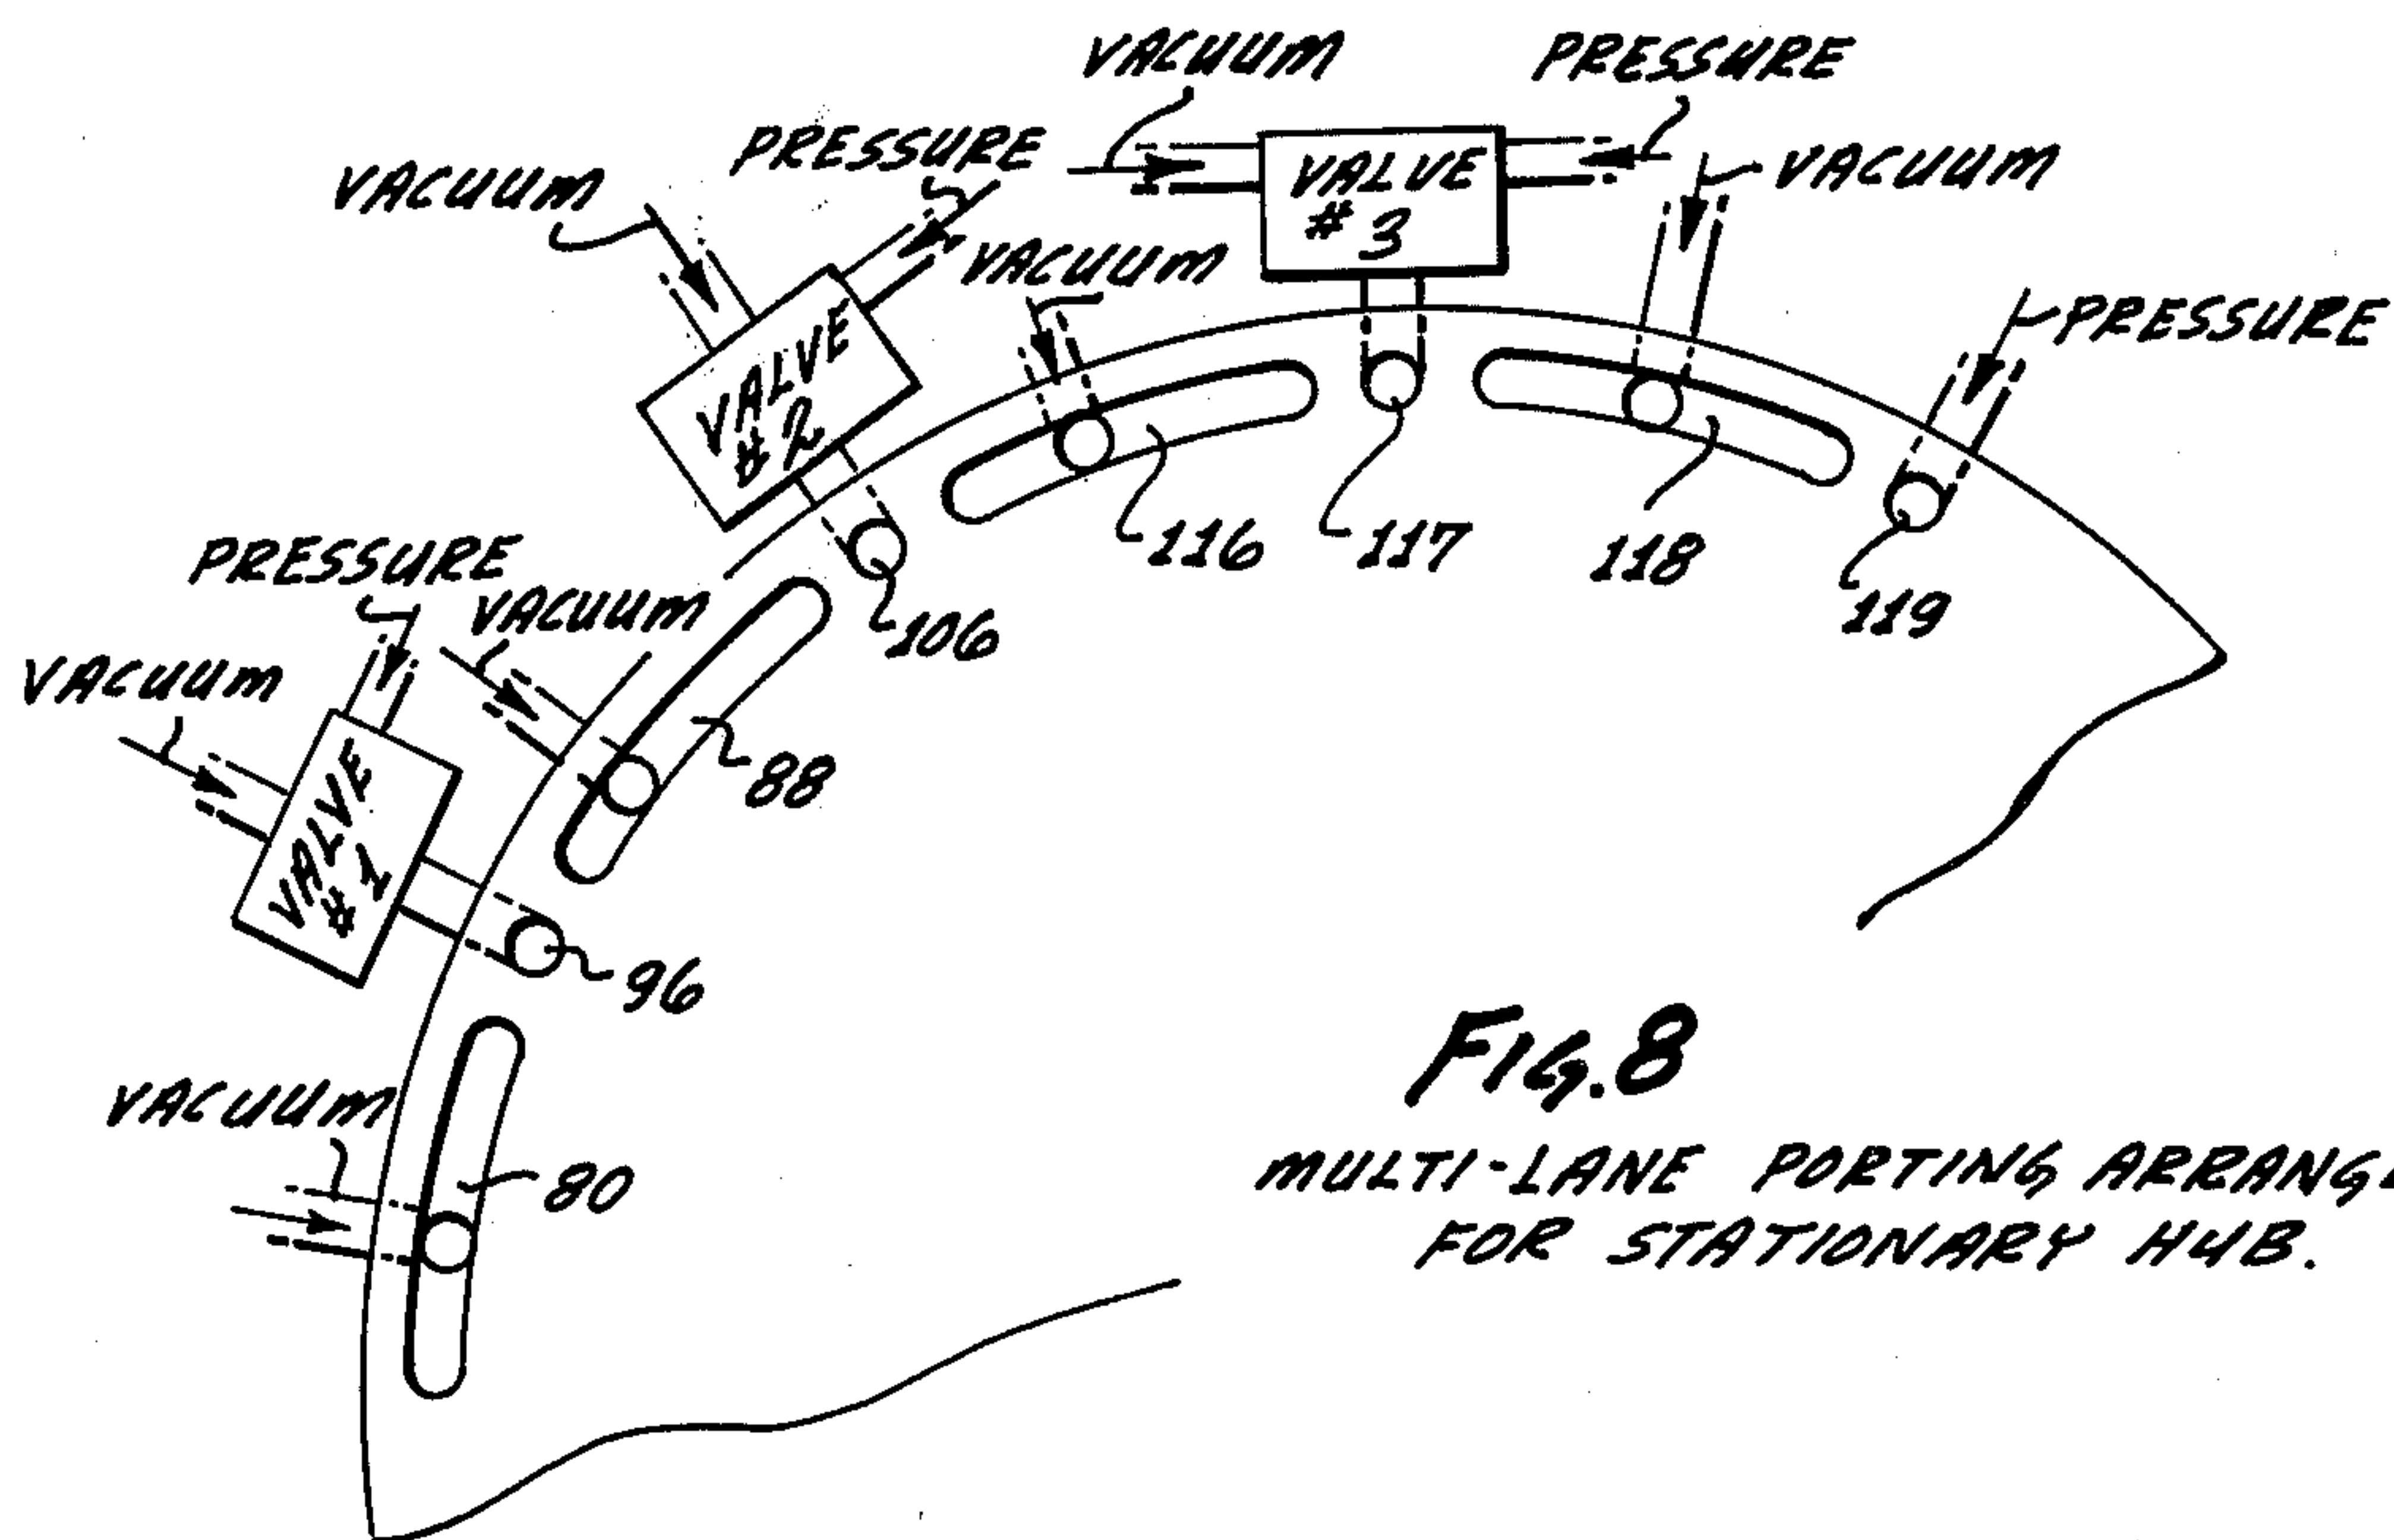 VACUUM
PRESSURE
PRESSURE
VACUUM
VALVE
# 3
VACUUM
VACUUM
VACUUM
PRESSURE
VALVE
# 2
116
117
118
119
106
PRESSURE
VACUUM
VACUUM
88
VALVE
# 1
96
VACUUM
80
FIG. 8
MULTI-LANE PORTING
FOR STATIONARY HUB.